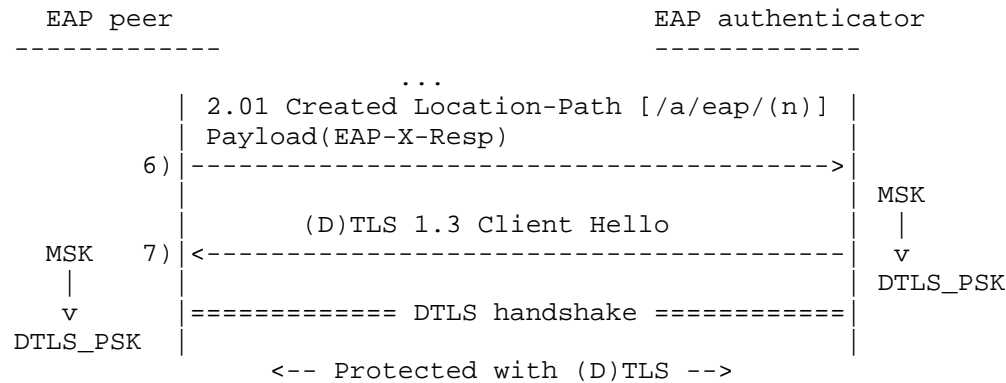 EAP peer                              EAP authenticator
-------------                         -------------
                        ...
          | 2.01 Created Location-Path [/a/eap/(n)] |
          | Payload(EAP-X-Resp)                     |
        6)|---------------------------------------->|
          |                                         | MSK
          |       (D)TLS 1.3 Client Hello           |  |
  MSK   7)|<----------------------------------------|  v
   |      |                                         | DTLS_PSK
   v      |============= DTLS handshake ============|
DTLS_PSK  |                                         |
               <-- Protected with (D)TLS -->